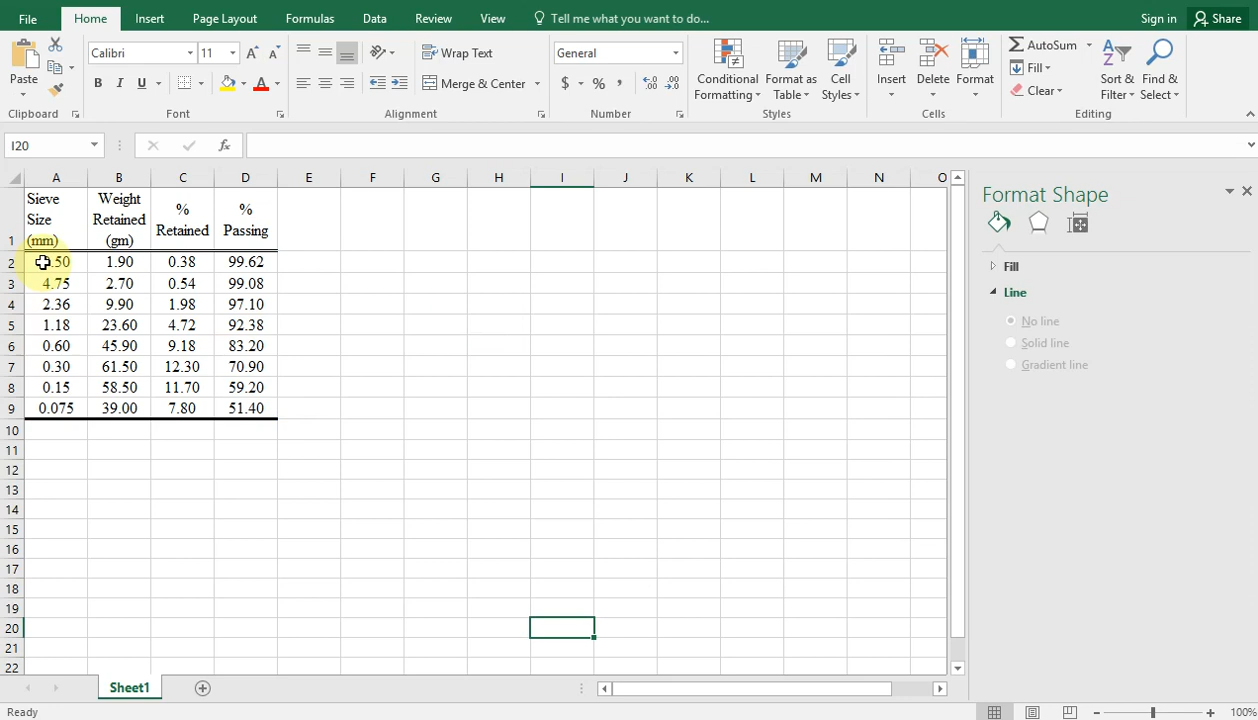 File Home Insert Page Layout Formulas Data Review View Tell me what you want to do... Sign in Share
Paste Calibri 11 A A Wrap Text General Conditional Formatting Format as Table Cell Styles Insert Delete Format AutoSum Fill Clear Sort & Filter Find & Select
B I U A Merge & Center $ % ,
Clipboard Font Alignment Number Styles Cells Editing
I20 fx
A B C D E F G H I J K L M N O
1 Sieve Size (mm) Weight Retained (gm) % Retained % Passing
2 .50 1.90 0.38 99.62
3 4.75 2.70 0.54 99.08
4 2.36 9.90 1.98 97.10
5 1.18 23.60 4.72 92.38
6 0.60 45.90 9.18 83.20
7 0.30 61.50 12.30 70.90
8 0.15 58.50 11.70 59.20
9 0.075 39.00 7.80 51.40
10
11
12
13
14
15
16
17
18
19
20
21
22
Format Shape
Fill
Line
No line
Solid line
Gradient line
Sheet1
Ready 100%